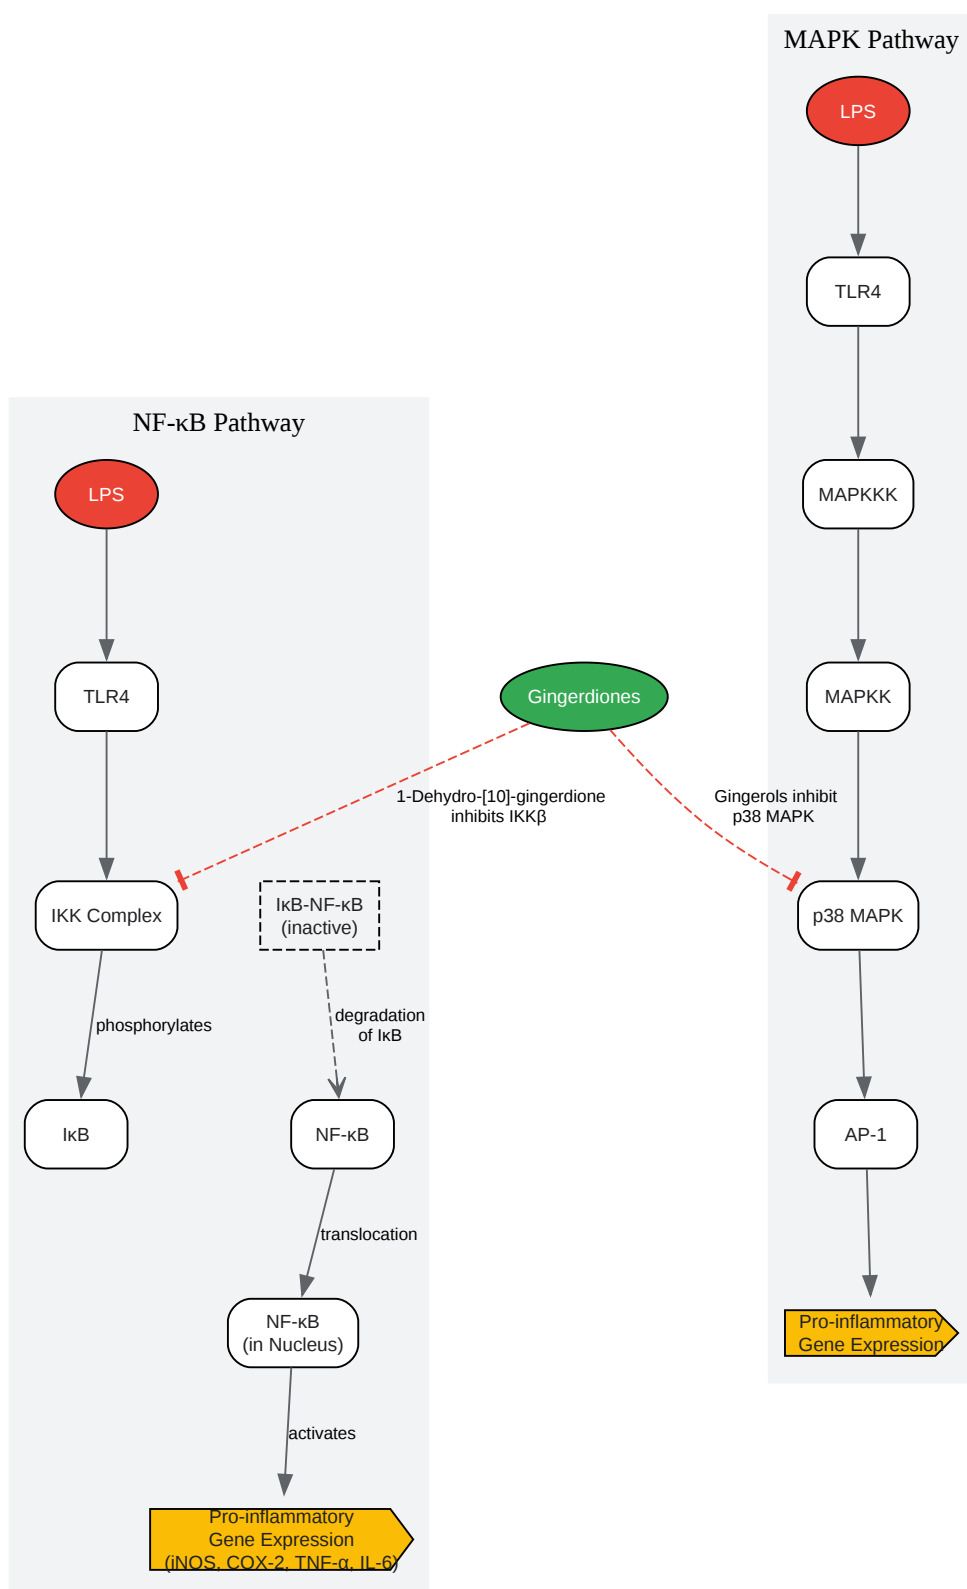 MAPK Pathway
LPS
TLR4
MAPKKK
MAPKK
Gingerols inhibit
p38 MAPK
p38 MAPK
AP-1
Pro-inflammatory
Gene Expression
Gingerdiones
1-Dehydro-[10]-gingerdione
inhibits IKKβ
NF-κB Pathway
LPS
TLR4
IKK Complex
phosphorylates
IκB
IκB-NF-κB
(inactive)
degradation
of IκB
NF-κB
translocation
NF-κB
(in Nucleus)
activates
Pro-inflammatory
Gene Expression
(iNOS, COX-2, TNF-α, IL-6)